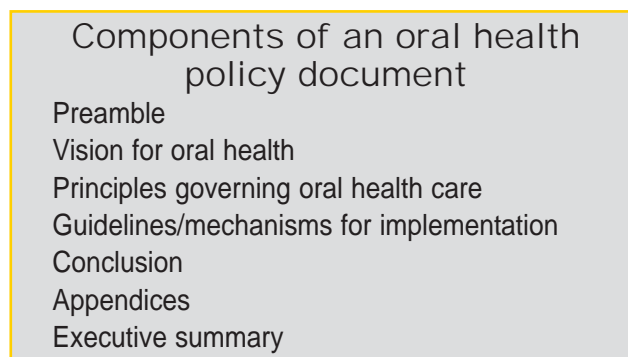 Components of an oral health
policy document
Preamble
Vision for oral health
Principles governing oral health care
Guidelines/mechanisms for implementation
Conclusion
Appendices
Executive summary